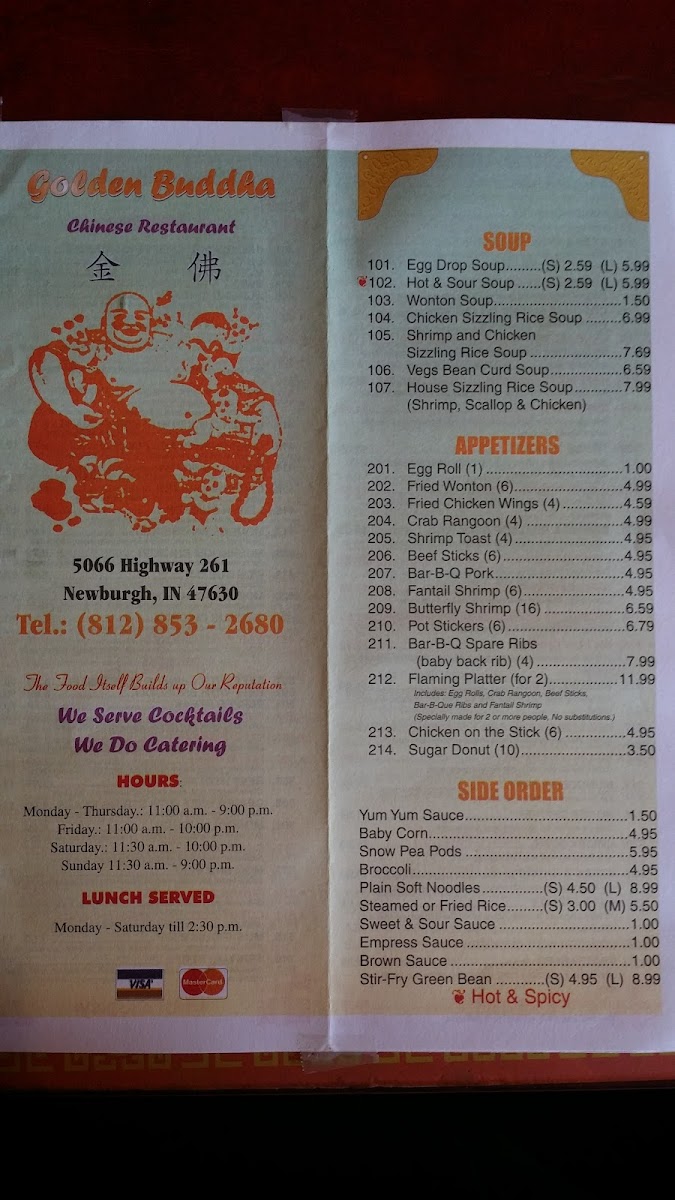 Golden Buddha
Chinese Restaurant
金 佛
5066 Highway 261
Newburgh, IN 47630
Tel.: (812) 853 - 2680
The Food Itself Builds up Our Reputation
We Serve Cocktails
We Do Catering
HOURS:
Monday - Thursday.: 11:00 a.m. - 9:00 p.m.
Friday.: 11:00 a.m. - 10:00 p.m.
Saturday.: 11:30 a.m. - 10:00 p.m.
Sunday 11:30 a.m. - 9:00 p.m.
LUNCH SERVED
Monday - Saturday till 2:30 p.m.
VISA MasterCard
SOUP
101. Egg Drop Soup.........(S) 2.59 (L) 5.99
102. Hot & Sour Soup ......(S) 2.59 (L) 5.99
103. Wonton Soup................................1.50
104. Chicken Sizzling Rice Soup .........6.99
105. Shrimp and Chicken
Sizzling Rice Soup .......................7.69
106. Vegs Bean Curd Soup..................6.59
107. House Sizzling Rice Soup............7.99
(Shrimp, Scallop & Chicken)
APPETIZERS
201. Egg Roll (1) ..................................1.00
202. Fried Wonton (6)...........................4.99
203. Fried Chicken Wings (4) ...............4.59
204. Crab Rangoon (4) ........................4.99
205. Shrimp Toast (4) ...........................4.95
206. Beef Sticks (6)..............................4.95
207. Bar-B-Q Pork................................4.95
208. Fantail Shrimp (6) .........................4.95
209. Butterfly Shrimp (16) .....................6.59
210. Pot Stickers (6) .............................6.79
211. Bar-B-Q Spare Ribs
(baby back rib) (4) ......................7.99
212. Flaming Platter (for 2).................11.99
Includes: Egg Rolls, Crab Rangoon, Beef Sticks,
Bar-B-Que Ribs and Fantail Shrimp
(Specially made for 2 or more people, No substitutions.)
213. Chicken on the Stick (6) ...............4.95
214. Sugar Donut (10)...........................3.50
SIDE ORDER
Yum Yum Sauce.........................................1.50
Baby Corn..................................................4.95
Snow Pea Pods .........................................5.95
Broccoli......................................................4.95
Plain Soft Noodles...............(S) 4.50 (L) 8.99
Steamed or Fried Rice.........(S) 3.00 (M) 5.50
Sweet & Sour Sauce .................................1.00
Empress Sauce .........................................1.00
Brown Sauce .............................................1.00
Stir-Fry Green Bean ............(S) 4.95 (L) 8.99
Hot & Spicy